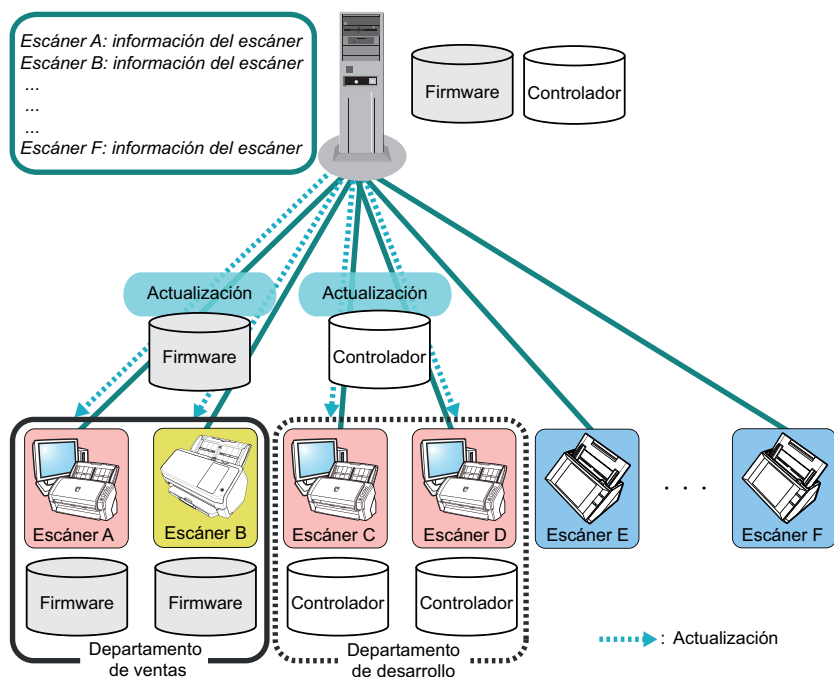 Escáner A: información del escáner
Escáner B: información del escáner
...
...
...
Escáner F: información del escáner
Firmware
Controlador
Actualización
Actualización
Firmware
Controlador
Escáner A
Escáner B
Escáner C
Escáner D
Escáner E
. . .
Escáner F
Firmware
Firmware
Controlador
Controlador
Departamento
de ventas
Departamento
de desarrollo
: Actualización